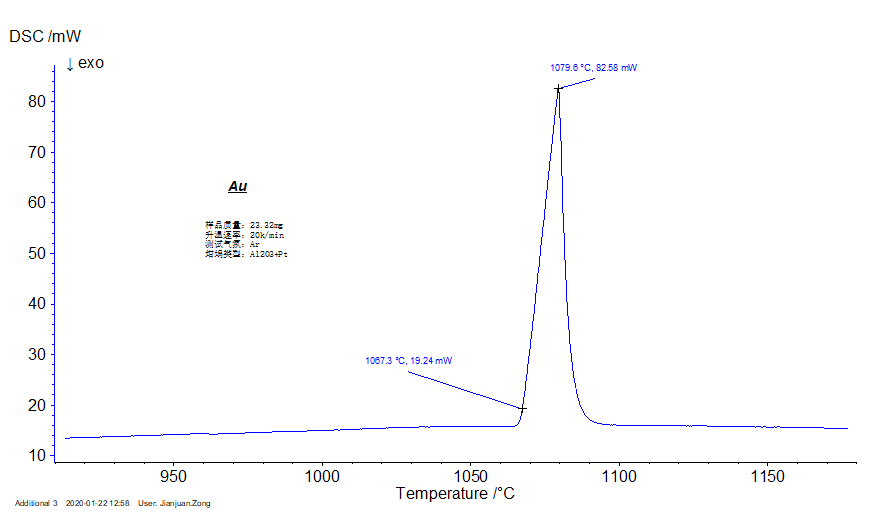 DSC /mW
↓ exo
1079.6 °C, 82.58 mW
80
70
Au
60
样品质量: 23.32mg
升温速率: 20k/min
测试气氛: Ar
坩埚类型: Al203+Pt
50
40
30
1067.3 °C, 19.24 mW
20
10
950 1000 1050 1100 1150
Temperature /°C
Additional 3 2020-01-22 12:58 User: Jianjuan.Zong